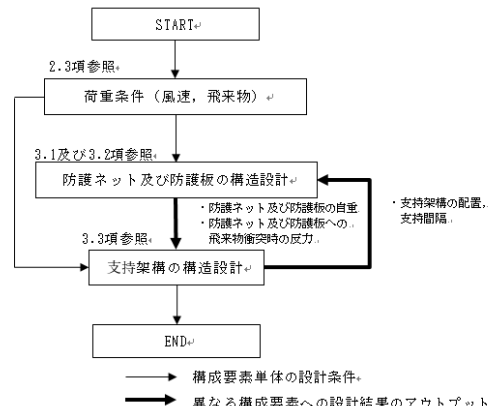 START
2.3項参照
荷重条件（風速，飛来物）
3.1及び3.2項参照
防護ネット及び防護板の構造設計
・防護ネット及び防護板の自重
・防護ネット及び防護板への
飛来物衝突時の反力
・支持架構の配置，
支持間隔
3.3項参照
支持架構の構造設計
END
構成要素単体の設計条件
異なる構成要素への設計結果のアウトプット